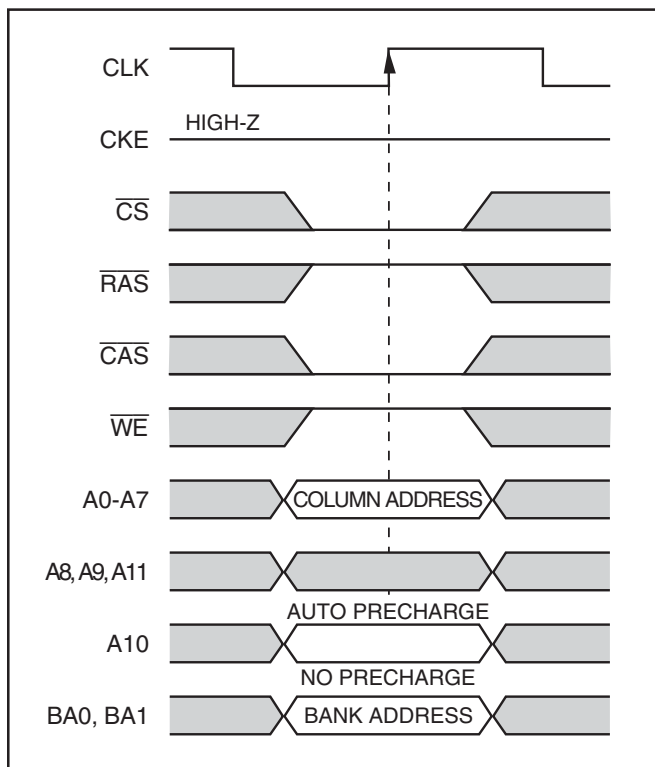 CLK
CKE HIGH-Z
CS
RAS
CAS
WE
A0-A7 COLUMN ADDRESS
A8, A9, A11
AUTO PRECHARGE
A10
NO PRECHARGE
BA0, BA1 BANK ADDRESS